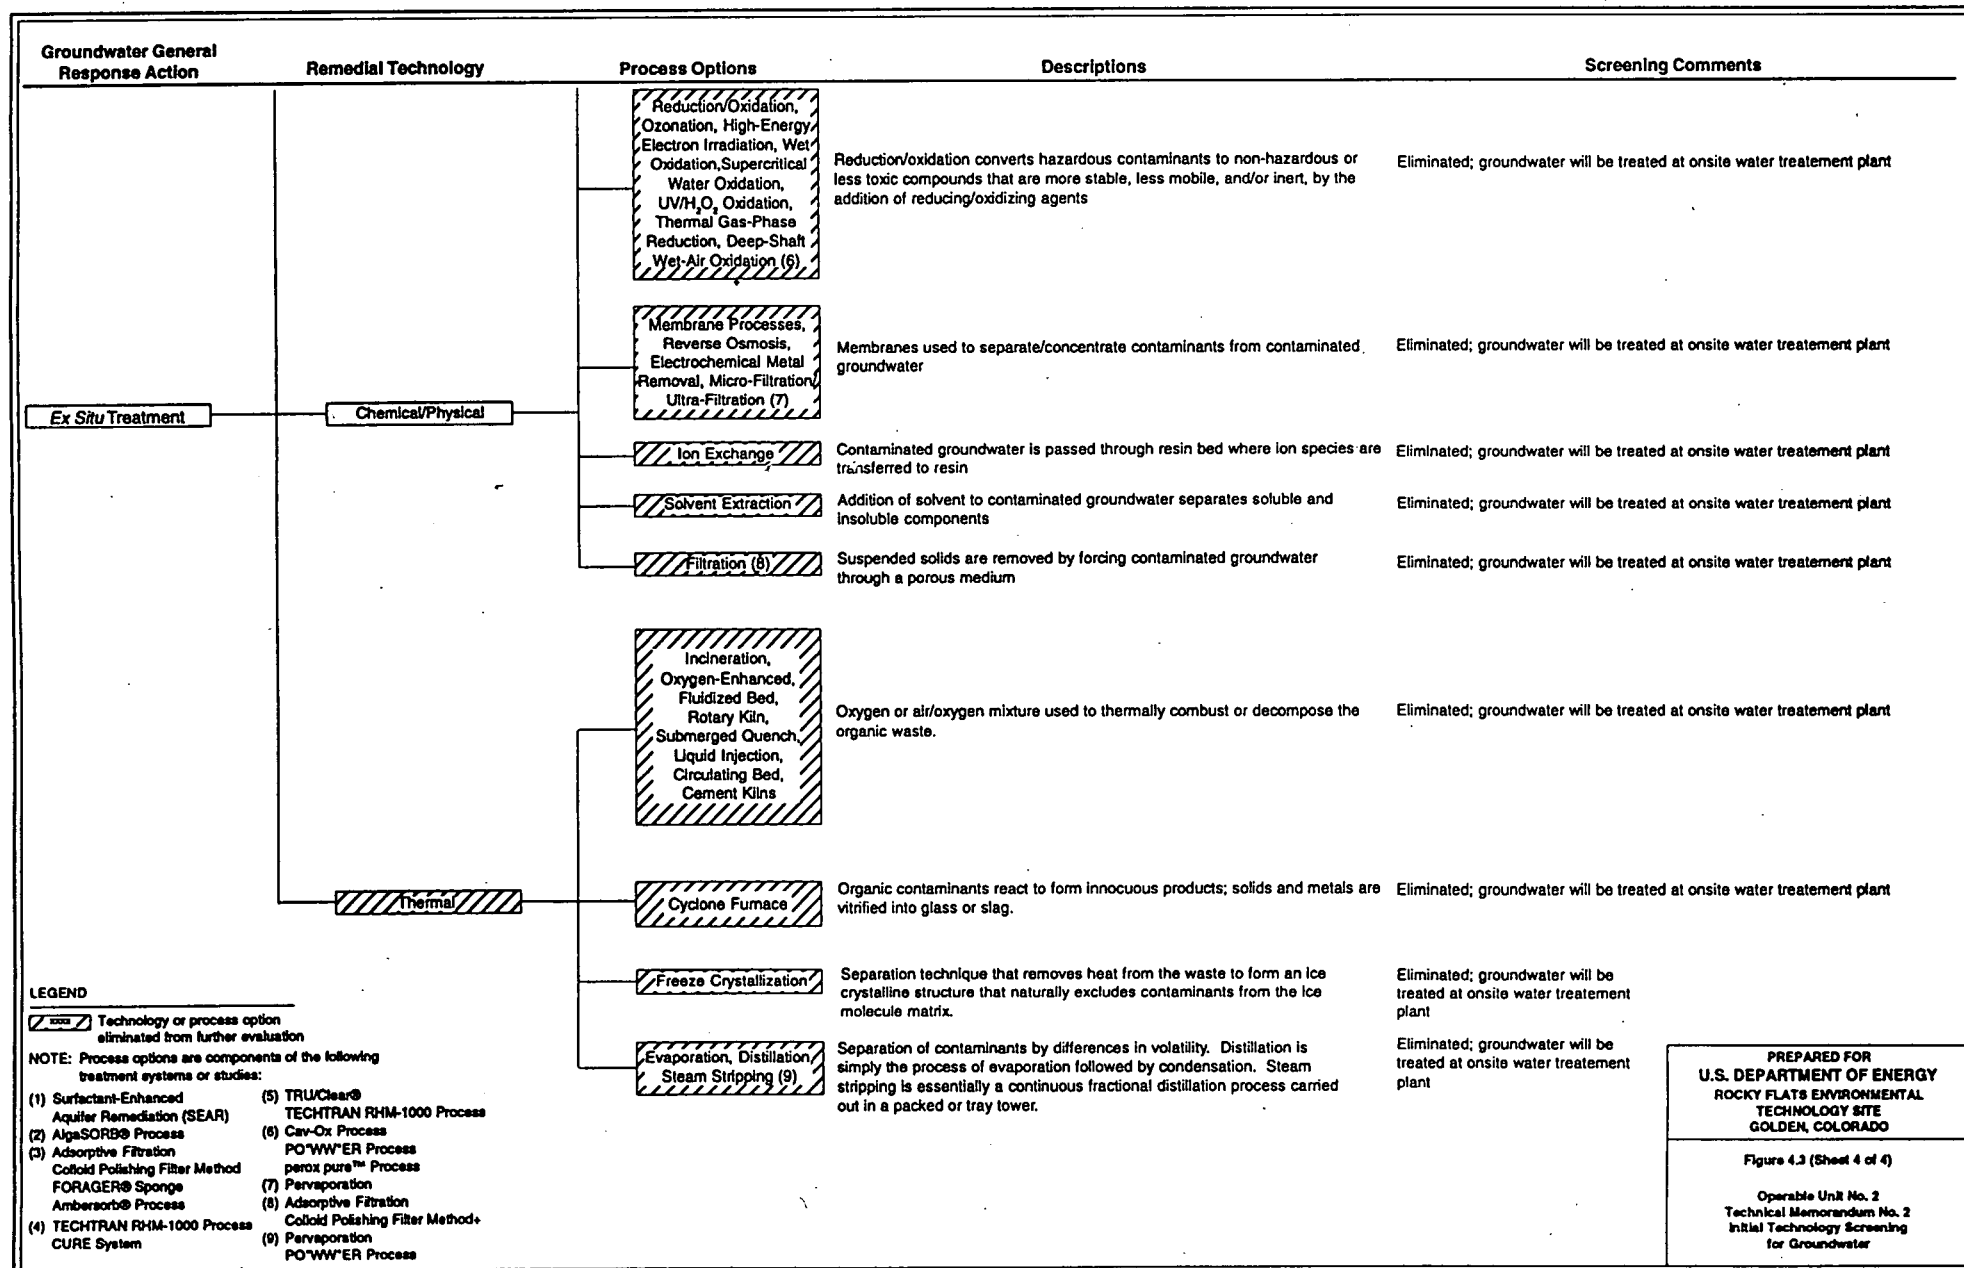 Groundwater General
Response Action
Remedial Technology
Process Options
Descriptions
Screening Comments
Reduction/Oxidation,
Ozonation, High-Energy
Electron Irradiation, Wet
Oxidation,Supercritical
Water Oxidation,
UV/H₂O₂ Oxidation,
Thermal Gas-Phase
Reduction, Deep-Shaft
Wet-Air Oxidation (6)
Reduction/oxidation converts hazardous contaminants to non-hazardous or
less toxic compounds that are more stable, less mobile, and/or inert, by the
addition of reducing/oxidizing agents
Eliminated; groundwater will be treated at onsite water treatement plant
Membrane Processes,
Reverse Osmosis,
Electrochemical Metal
Removal, Micro-Filtration/
Ultra-Filtration (7)
Membranes used to separate/concentrate contaminants from contaminated
groundwater
Eliminated; groundwater will be treated at onsite water treatement plant
Ex Situ Treatment
Chemical/Physical
Ion Exchange
Contaminated groundwater is passed through resin bed where ion species are
transferred to resin
Eliminated; groundwater will be treated at onsite water treatement plant
Solvent Extraction
Addition of solvent to contaminated groundwater separates soluble and
insoluble components
Eliminated; groundwater will be treated at onsite water treatement plant
Filtration (8)
Suspended solids are removed by forcing contaminated groundwater
through a porous medium
Eliminated; groundwater will be treated at onsite water treatement plant
Incineration,
Oxygen-Enhanced,
Fluidized Bed,
Rotary Kiln,
Submerged Quench,
Liquid Injection,
Circulating Bed,
Cement Kilns
Oxygen or air/oxygen mixture used to thermally combust or decompose the
organic waste.
Eliminated; groundwater will be treated at onsite water treatement plant
Thermal
Cyclone Furnace
Organic contaminants react to form innocuous products; solids and metals are
vitrified into glass or slag.
Eliminated; groundwater will be treated at onsite water treatement plant
Freeze Crystallization
Separation technique that removes heat from the waste to form an ice
crystalline structure that naturally excludes contaminants from the ice
molecule matrix.
Eliminated; groundwater will be
treated at onsite water treatement
plant
Evaporation, Distillation,
Steam Stripping (9)
Separation of contaminants by differences in volatility. Distillation is
simply the process of evaporation followed by condensation. Steam
stripping is essentially a continuous fractional distillation process carried
out in a packed or tray tower.
Eliminated; groundwater will be
treated at onsite water treatement
plant
LEGEND
xxxx Technology or process option
eliminated from further evaluation
NOTE: Process options are components of the following
treatment systems or studies:
(1) Surfactant-Enhanced
Aquifer Remediation (SEAR)
(2) AlgaSORB® Process
(3) Adsorptive Filtration
Colloid Polishing Filter Method
FORAGER® Sponge
Ambersorb® Process
(4) TECHTRAN RHM-1000 Process
CURE System
(5) TRU/Clear®
TECHTRAN RHM-1000 Process
(6) Cav-Ox Process
PO*WW*ER Process
perox pure™ Process
(7) Pervaporation
(8) Adsorptive Filtration
Colloid Polishing Filter Method+
(9) Pervaporation
PO*WW*ER Process
PREPARED FOR
U.S. DEPARTMENT OF ENERGY
ROCKY FLATS ENVIRONMENTAL
TECHNOLOGY SITE
GOLDEN, COLORADO
Figure 4.3 (Sheet 4 of 4)
Operable Unit No. 2
Technical Memorandum No. 2
Initial Technology Screening
for Groundwater